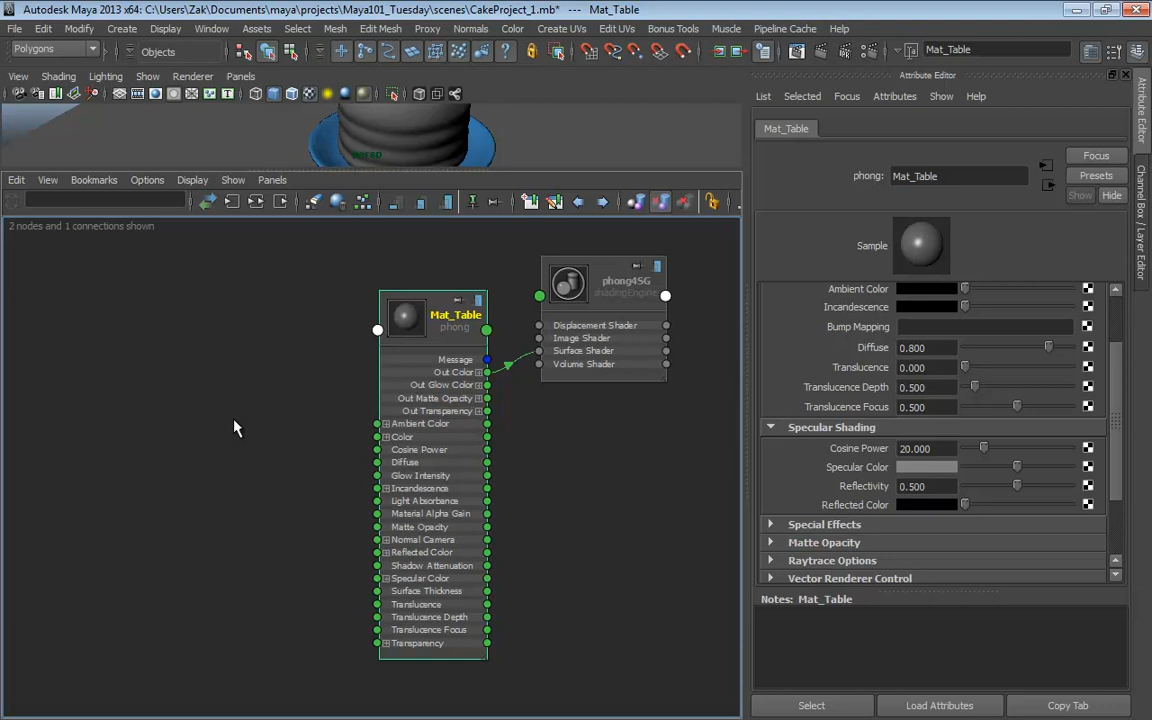 Autodesk Maya 2013 x64: C:\Users\Zak\Documents\maya\projects\Maya101_Tuesday\scenes\CakeProject_1.mb* --- Mat_Table
File Edit Modify Create Display Window Assets Select Mesh Edit Mesh Proxy Normals Color Create UVs Edit UVs Bonus Tools Muscle Pipeline Cache Help
Polygons Objects Mat_Table
View Shading Lighting Show Renderer Panels
persp
Edit View Bookmarks Options Display Show Panels
2 nodes and 1 connections shown
Mat_Table
phong
Message
Out Color
Out Glow Color
Out Matte Opacity
Out Transparency
Ambient Color
Color
Cosine Power
Diffuse
Glow Intensity
Incandescence
Light Absorbance
Material Alpha Gain
Matte Opacity
Normal Camera
Reflected Color
Shadow Attenuation
Specular Color
Surface Thickness
Translucence
Translucence Depth
Translucence Focus
Transparency
phong4SG
shadingEngine
Displacement Shader
Image Shader
Surface Shader
Volume Shader
Attribute Editor
List Selected Focus Attributes Show Help
Mat_Table
phong: Mat_Table
Focus
Presets
Show Hide
Sample
Ambient Color
Incandescence
Bump Mapping
Diffuse 0.800
Translucence 0.000
Translucence Depth 0.500
Translucence Focus 0.500
Specular Shading
Cosine Power 20.000
Specular Color
Reflectivity 0.500
Reflected Color
Special Effects
Matte Opacity
Raytrace Options
Vector Renderer Control
Notes: Mat_Table
Select Load Attributes Copy Tab
Attribute Editor
Channel Box / Layer Editor